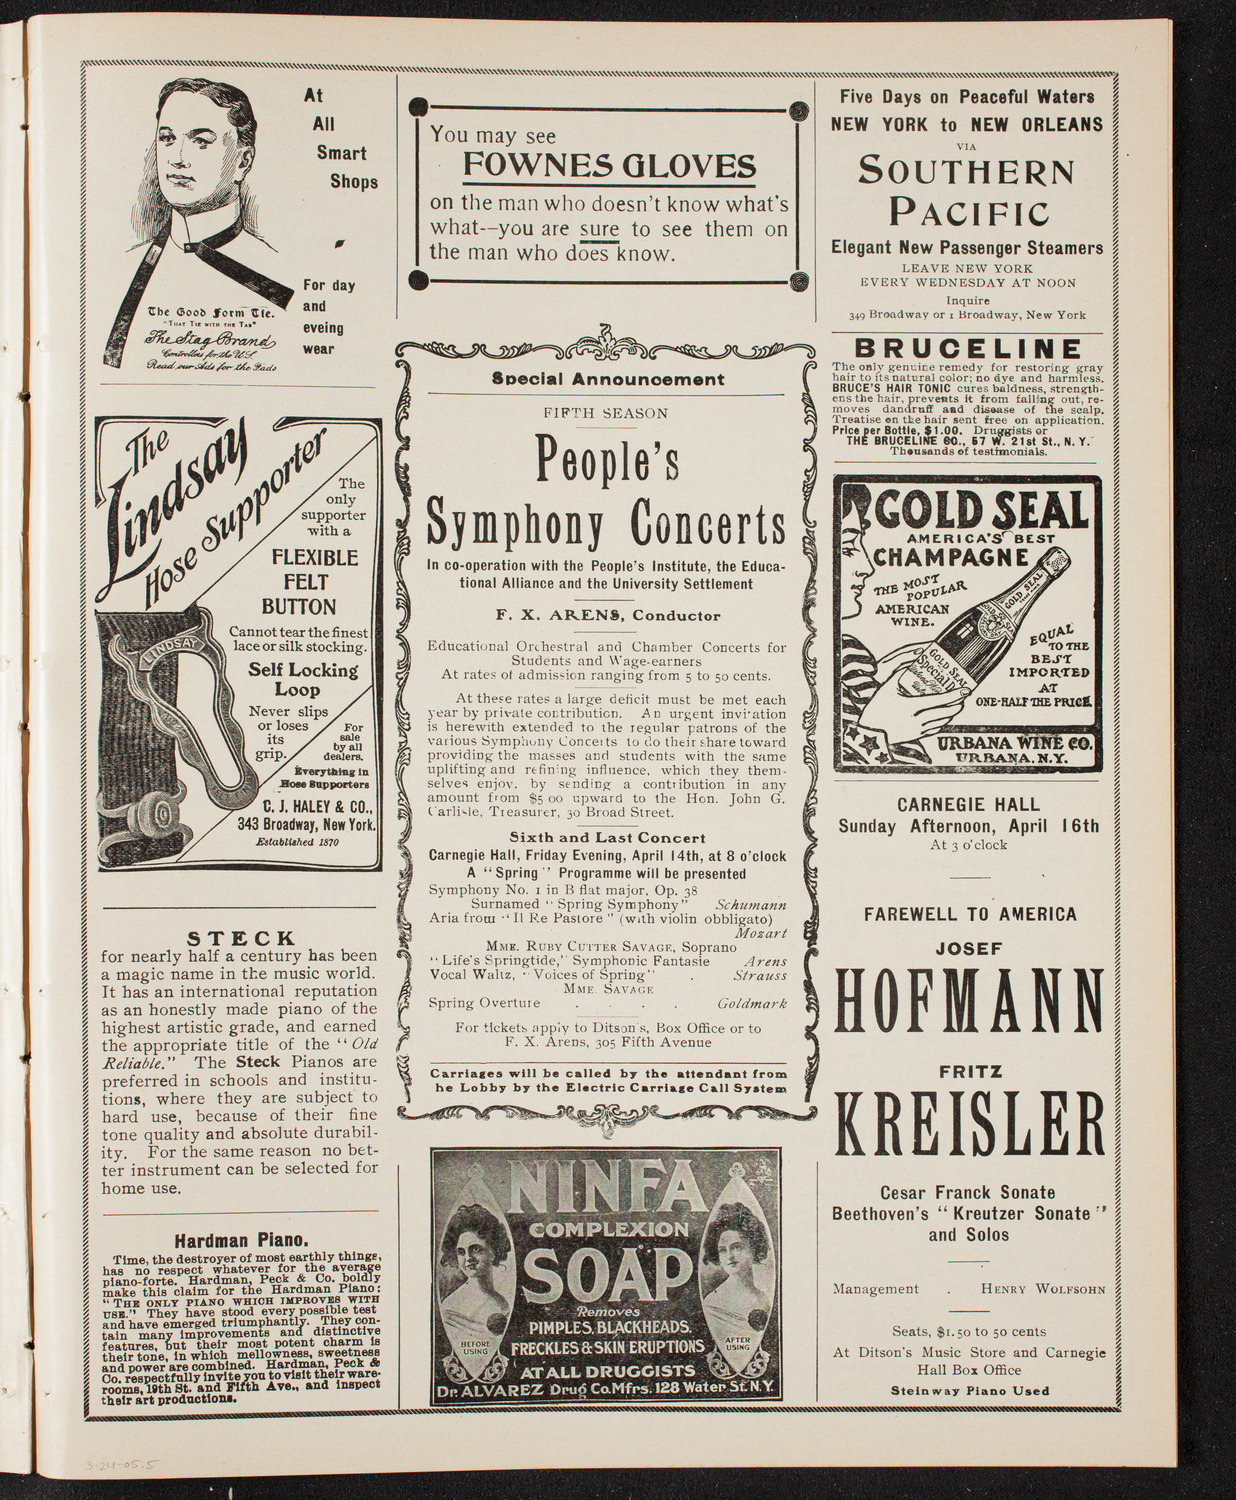 At
All
Smart
Shops
For day
and
eveing
wear
The Good Form Tie.
"THAT TIE WITH THE TAB"
The Stag Brand
Controllers for the U.S.
Read our Ads for the Fads
The
Lindsay
Hose Supporter
The
only
supporter
with a
FLEXIBLE
FELT
BUTTON
Cannot tear the finest
lace or silk stocking.
Self Locking
Loop
Never slips
or loses
its
grip.
For
sale
by all
dealers.
Everything in
Hose Supporters
C. J. HALEY & CO.,
343 Broadway, New York.
Established 1870
LINDSAY
STECK
for nearly half a century has been
a magic name in the music world.
It has an international reputation
as an honestly made piano of the
highest artistic grade, and earned
the appropriate title of the "Old
Reliable." The Steck Pianos are
preferred in schools and institu-
tions, where they are subject to
hard use, because of their fine
tone quality and absolute durabil-
ity. For the same reason no bet-
ter instrument can be selected for
home use.
Hardman Piano.
Time, the destroyer of most earthly things,
has no respect whatever for the average
piano-forte. Hardman, Peck & Co. boldly
make this claim for the Hardman Piano:
"THE ONLY PIANO WHICH IMPROVES WITH
USE." They have stood every possible test
and have emerged triumphantly. They con-
tain many improvements and distinctive
features, but their most potent charm is
their tone, in which mellowness, sweetness
and power are combined. Hardman, Peck &
Co. respectfully invite you to visit their ware-
rooms, 19th St. and Fifth Ave., and inspect
their art productions.
You may see
FOWNES GLOVES
on the man who doesn't know what's
what--you are sure to see them on
the man who does know.
Special Announcement
FIFTH SEASON
People's
Symphony Concerts
In co-operation with the People's Institute, the Educa-
tional Alliance and the University Settlement
F. X. ARENS, Conductor
Educational Orchestral and Chamber Concerts for
Students and Wage-earners
At rates of admission ranging from 5 to 50 cents.
At these rates a large deficit must be met each
year by private contribution. An urgent invitation
is herewith extended to the regular patrons of the
various Symphony Concerts to do their share toward
providing the masses and students with the same
uplifting and refining influence, which they them-
selves enjoy, by sending a contribution in any
amount from $5 00 upward to the Hon. John G.
Carlisle, Treasurer, 30 Broad Street.
Sixth and Last Concert
Carnegie Hall, Friday Evening, April 14th, at 8 o'clock
A "Spring" Programme will be presented
Symphony No. 1 in B flat major, Op. 38
Surnamed "Spring Symphony" Schumann
Aria from "Il Re Pastore" (with violin obbligato)
Mozart
MME. RUBY CUTTER SAVAGE, Soprano
"Life's Springtide," Symphonic Fantasie Arens
Vocal Waltz, "Voices of Spring" . Strauss
MME. SAVAGE
Spring Overture . . . . Goldmark
For tickets apply to Ditson's, Box Office or to
F. X. Arens, 305 Fifth Avenue
Carriages will be called by the attendant from
he Lobby by the Electric Carriage Call System
NINFA
COMPLEXION
SOAP
Removes
PIMPLES, BLACKHEADS,
FRECKLES & SKIN ERUPTIONS
BEFORE
USING
AFTER
USING
AT ALL DRUGGISTS
Dr. ALVAREZ Drug Co. Mfrs. 128 Water St. N.Y.
Five Days on Peaceful Waters
NEW YORK to NEW ORLEANS
VIA
SOUTHERN
PACIFIC
Elegant New Passenger Steamers
LEAVE NEW YORK
EVERY WEDNESDAY AT NOON
Inquire
349 Broadway or 1 Broadway, New York
BRUCELINE
The only genuine remedy for restoring gray
hair to its natural color; no dye and harmless.
BRUCE'S HAIR TONIC cures baldness, strength-
ens the hair, prevents it from falling out, re-
moves dandruff and disease of the scalp.
Treatise on the hair sent free on application.
Price per Bottle, $1.00. Druggists or
THE BRUCELINE CO., 57 W. 21st St., N. Y.
Thousands of testimonials.
GOLD SEAL
AMERICA'S BEST
CHAMPAGNE
THE MOST
POPULAR
AMERICAN
WINE.
GOLD SEAL
GOLD SEAL
Special Dry
EQUAL
TO THE
BEST
IMPORTED
AT
ONE-HALF THE PRICE
URBANA WINE CO.
URBANA, N.Y.
CARNEGIE HALL
Sunday Afternoon, April 16th
At 3 o'clock
FAREWELL TO AMERICA
JOSEF
HOFMANN
FRITZ
KREISLER
Cesar Franck Sonate
Beethoven's "Kreutzer Sonate"
and Solos
Management . HENRY WOLFSOHN
Seats, $1.50 to 50 cents
At Ditson's Music Store and Carnegie
Hall Box Office
Steinway Piano Used
3-24-05.5